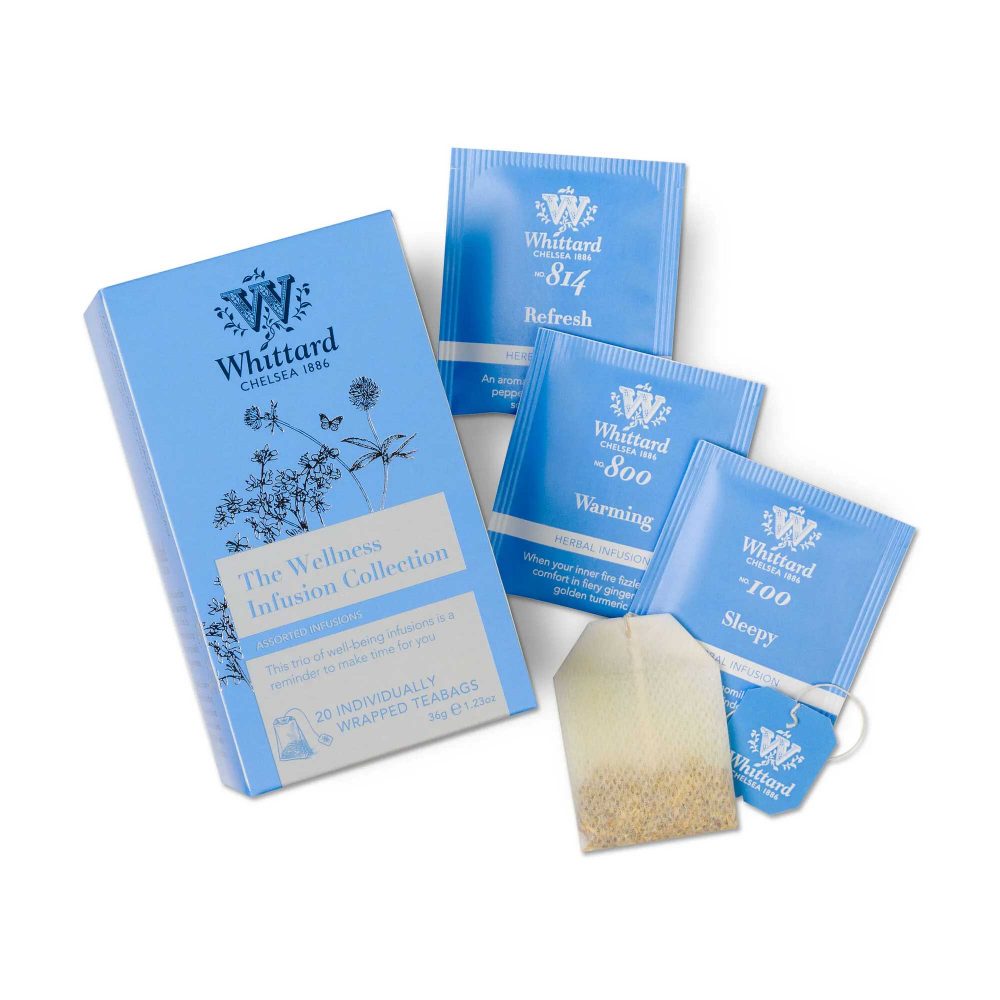 W
Whittard
CHELSEA 1886
The Wellness
Infusion Collection
ASSORTED INFUSIONS
This trio of well-being infusions is a
reminder to make time for you
20 INDIVIDUALLY
WRAPPED TEABAGS
36g ℮ 1.23oz
W
Whittard
CHELSEA 1886
NO. 814
Refresh
An
W
Whittard
CHELSEA 1886
NO. 800
Warming
HERBAL INFUSION
When your inner fire
comfort in fiery ginger
golden turmeric
W
Whittard
CHELSEA 1886
NO. 100
Sleepy
INFUSION
W
Whittard
CHELSEA 1886